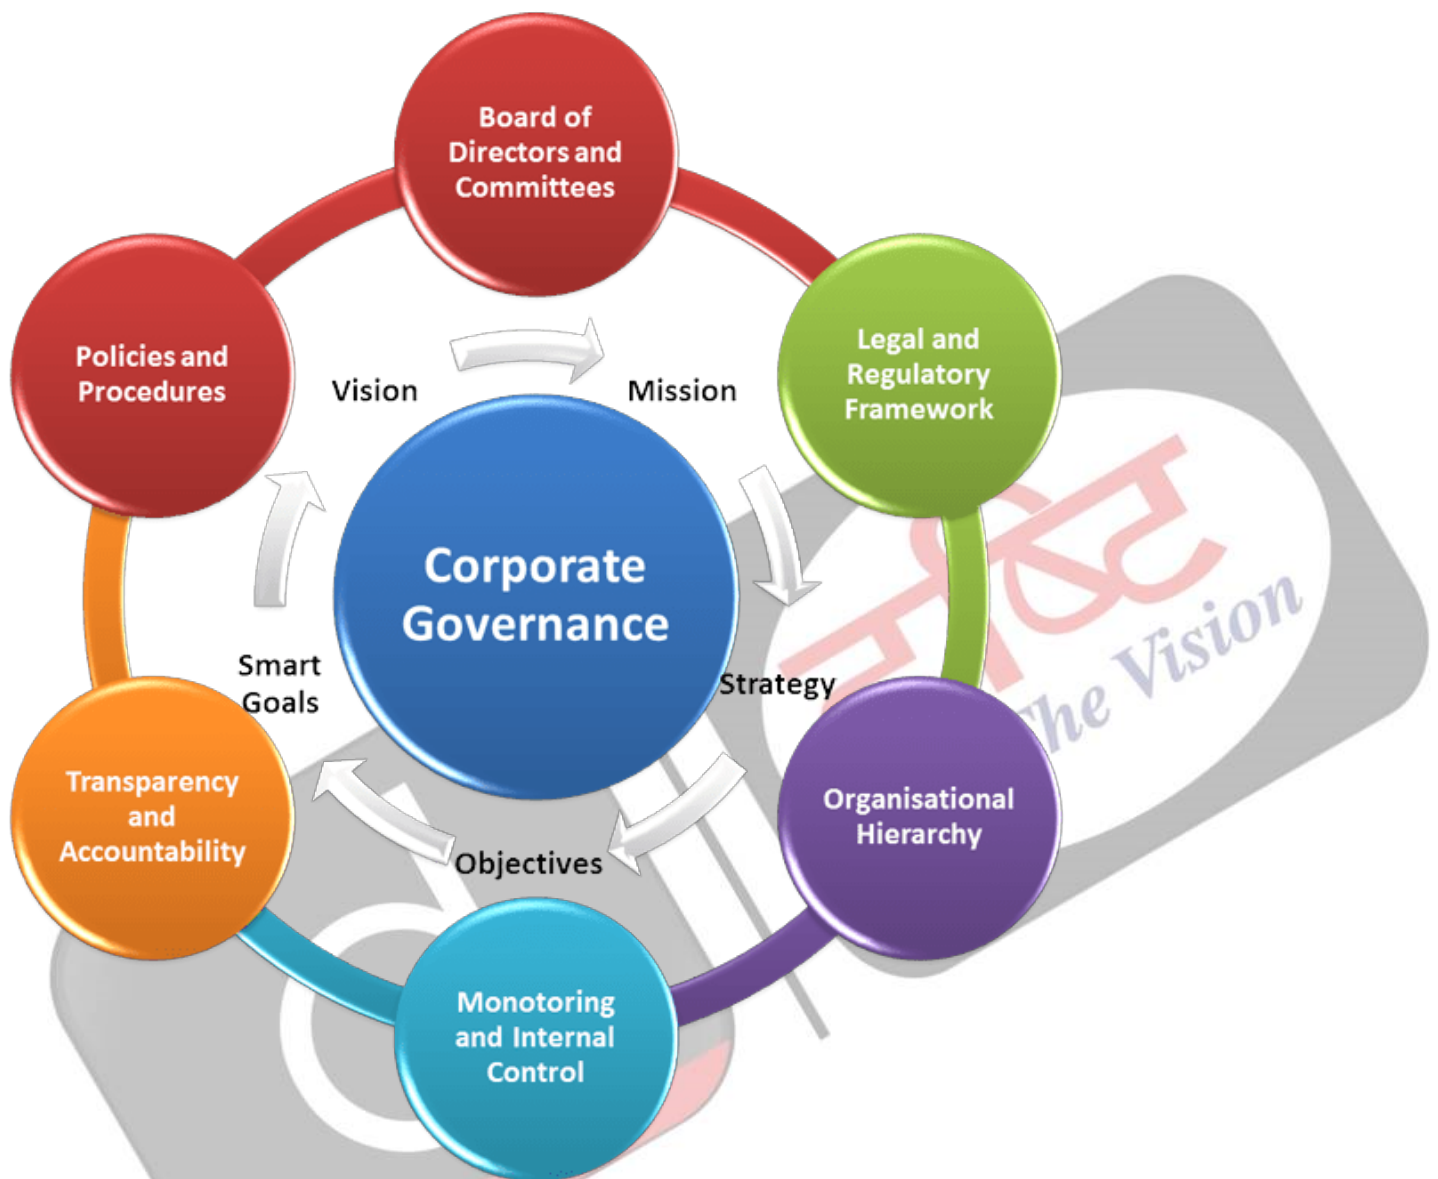 Board of
Directors and
Committees
Policies and
Procedures
Legal and
Regulatory
Framework
Vision
Mission
Corporate
Governance
Smart
Goals
Strategy
Transparency
and
Accountability
Organisational
Hierarchy
Objectives
Monotoring
and Internal
Control
The Vision